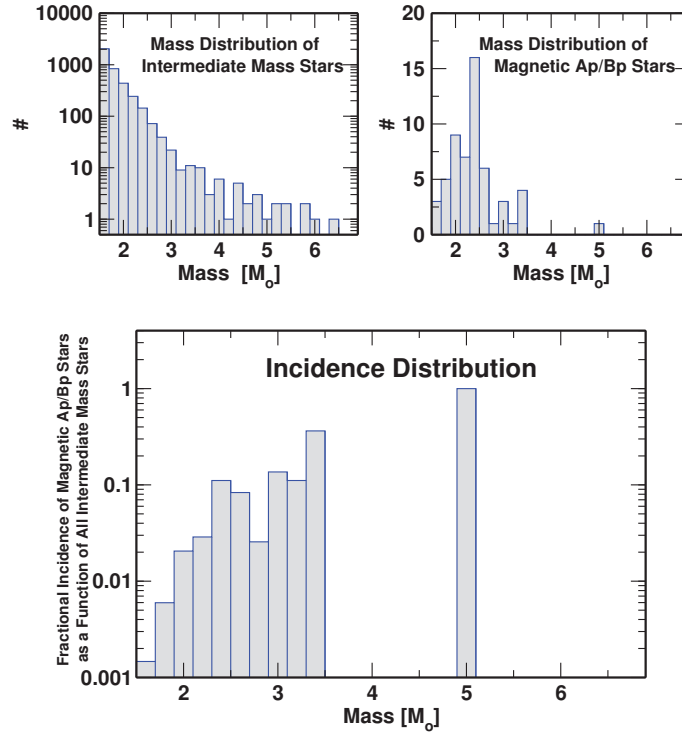 10000
1000
100
10
1
#
Mass Distribution of
Intermediate Mass Stars
2 3 4 5 6
Mass [Mo]
20
15
10
5
0
#
Mass Distribution of
Magnetic Ap/Bp Stars
2 3 4 5 6
Mass [Mo]
Fractional Incidence of Magnetic Ap/Bp Stars
as a Function of All Intermediate Mass Stars
1
0.1
0.01
0.001
Incidence Distribution
2 3 4 5 6
Mass [Mo]